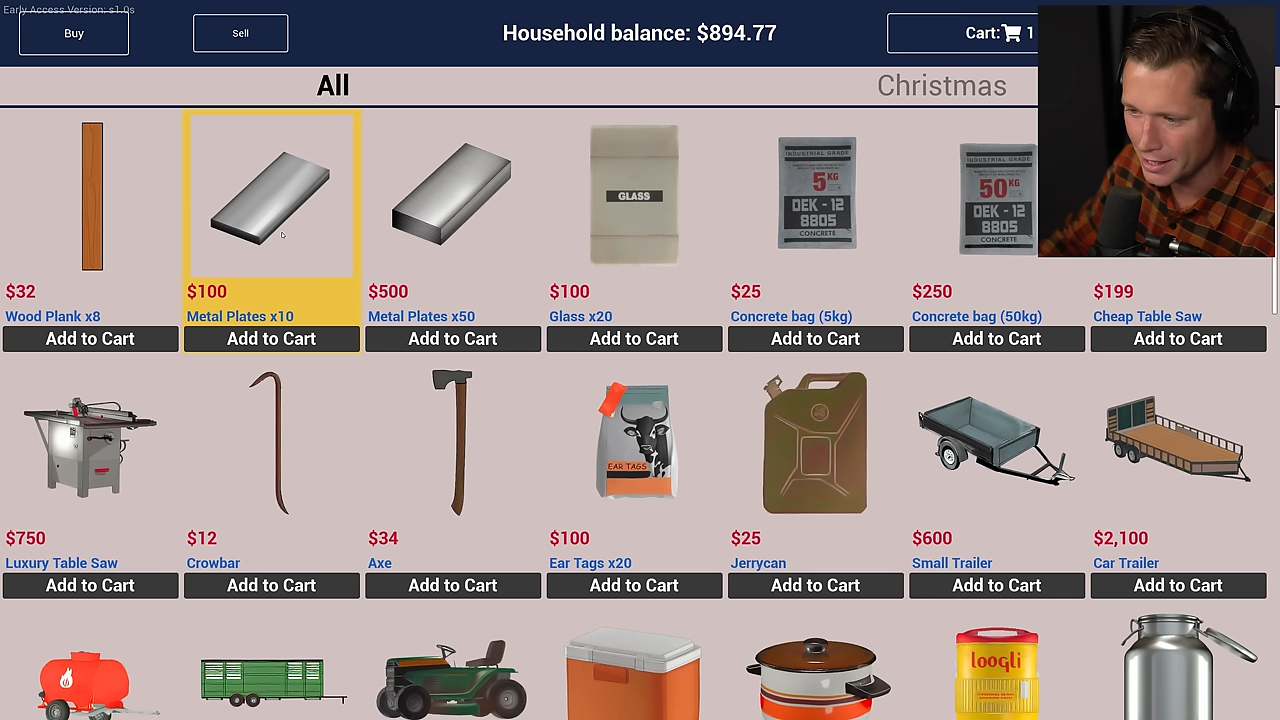 Early Access Version: s1.0s
Buy
Sell
Household balance: $894.77
Cart: 1
All
Christmas
GLASS
INDUSTRIAL GRADE
5KG
DEK - 12
8805
CONCRETE
INDUSTRIAL GRADE
50KG
DEK - 12
8805
CONCRETE
$32
$100
$500
$100
$25
$250
$199
Wood Plank x8
Metal Plates x10
Metal Plates x50
Glass x20
Concrete bag (5kg)
Concrete bag (50kg)
Cheap Table Saw
Add to Cart
Add to Cart
Add to Cart
Add to Cart
Add to Cart
Add to Cart
Add to Cart
EAR TAGS
$750
$12
$34
$100
$25
$600
$2,100
Luxury Table Saw
Crowbar
Axe
Ear Tags x20
Jerrycan
Small Trailer
Car Trailer
Add to Cart
Add to Cart
Add to Cart
Add to Cart
Add to Cart
Add to Cart
Add to Cart
looqli